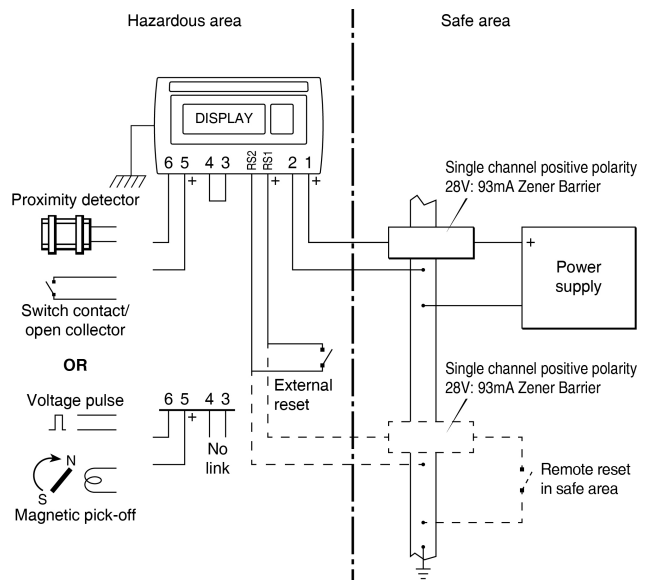 Hazardous area
Safe area
DISPLAY
6 5 4 3 RS2 RS1 2 1
+ + +
Proximity detector
Switch contact/
open collector
OR
Voltage pulse
6 5 4 3
+
No
link
N
S
Magnetic pick-off
External
reset
Single channel positive polarity
28V: 93mA Zener Barrier
+
Power
supply
Single channel positive polarity
28V: 93mA Zener Barrier
Remote reset
in safe area